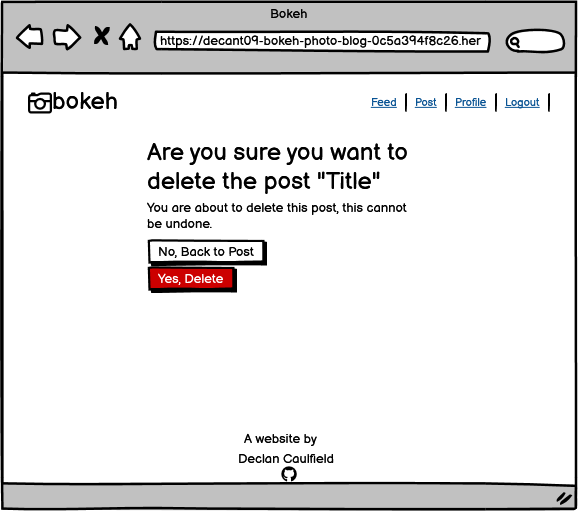 Bokeh
https://decant09-bokeh-photo-blog-0c5a394f8c26.her
bokeh
Feed | Post | Profile | Logout |
Are you sure you want to
delete the post "Title"
You are about to delete this post, this cannot
be undone.
No, Back to Post
Yes, Delete
A website by
Declan Caulfield